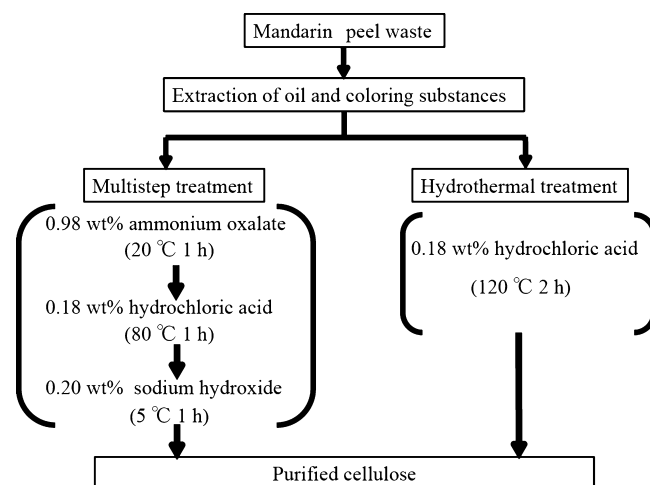 Mandarin peel waste
Extraction of oil and coloring substances
Multistep treatment
0.98 wt% ammonium oxalate
(20 ℃ 1 h)
0.18 wt% hydrochloric acid
(80 ℃ 1 h)
0.20 wt% sodium hydroxide
(5 ℃ 1 h)
Hydrothermal treatment
0.18 wt% hydrochloric acid
(120 ℃ 2 h)
Purified cellulose